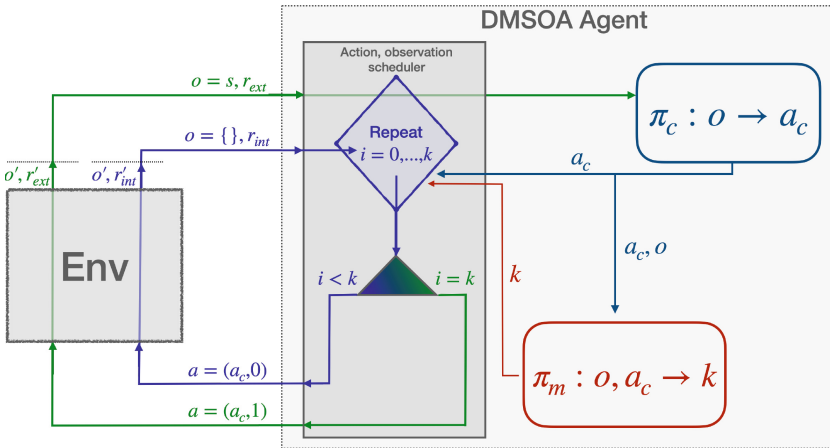 DMSOA Agent
Action, observation
scheduler
o = s, r_ext
π_c : o → a_c
Repeat
i = 0,...,k
o = {}, r_int
a_c
o′, r′_ext
o′, r′_int
Env
a_c, o
k
i < k
i = k
a = (a_c,0)
π_m : o, a_c → k
a = (a_c,1)